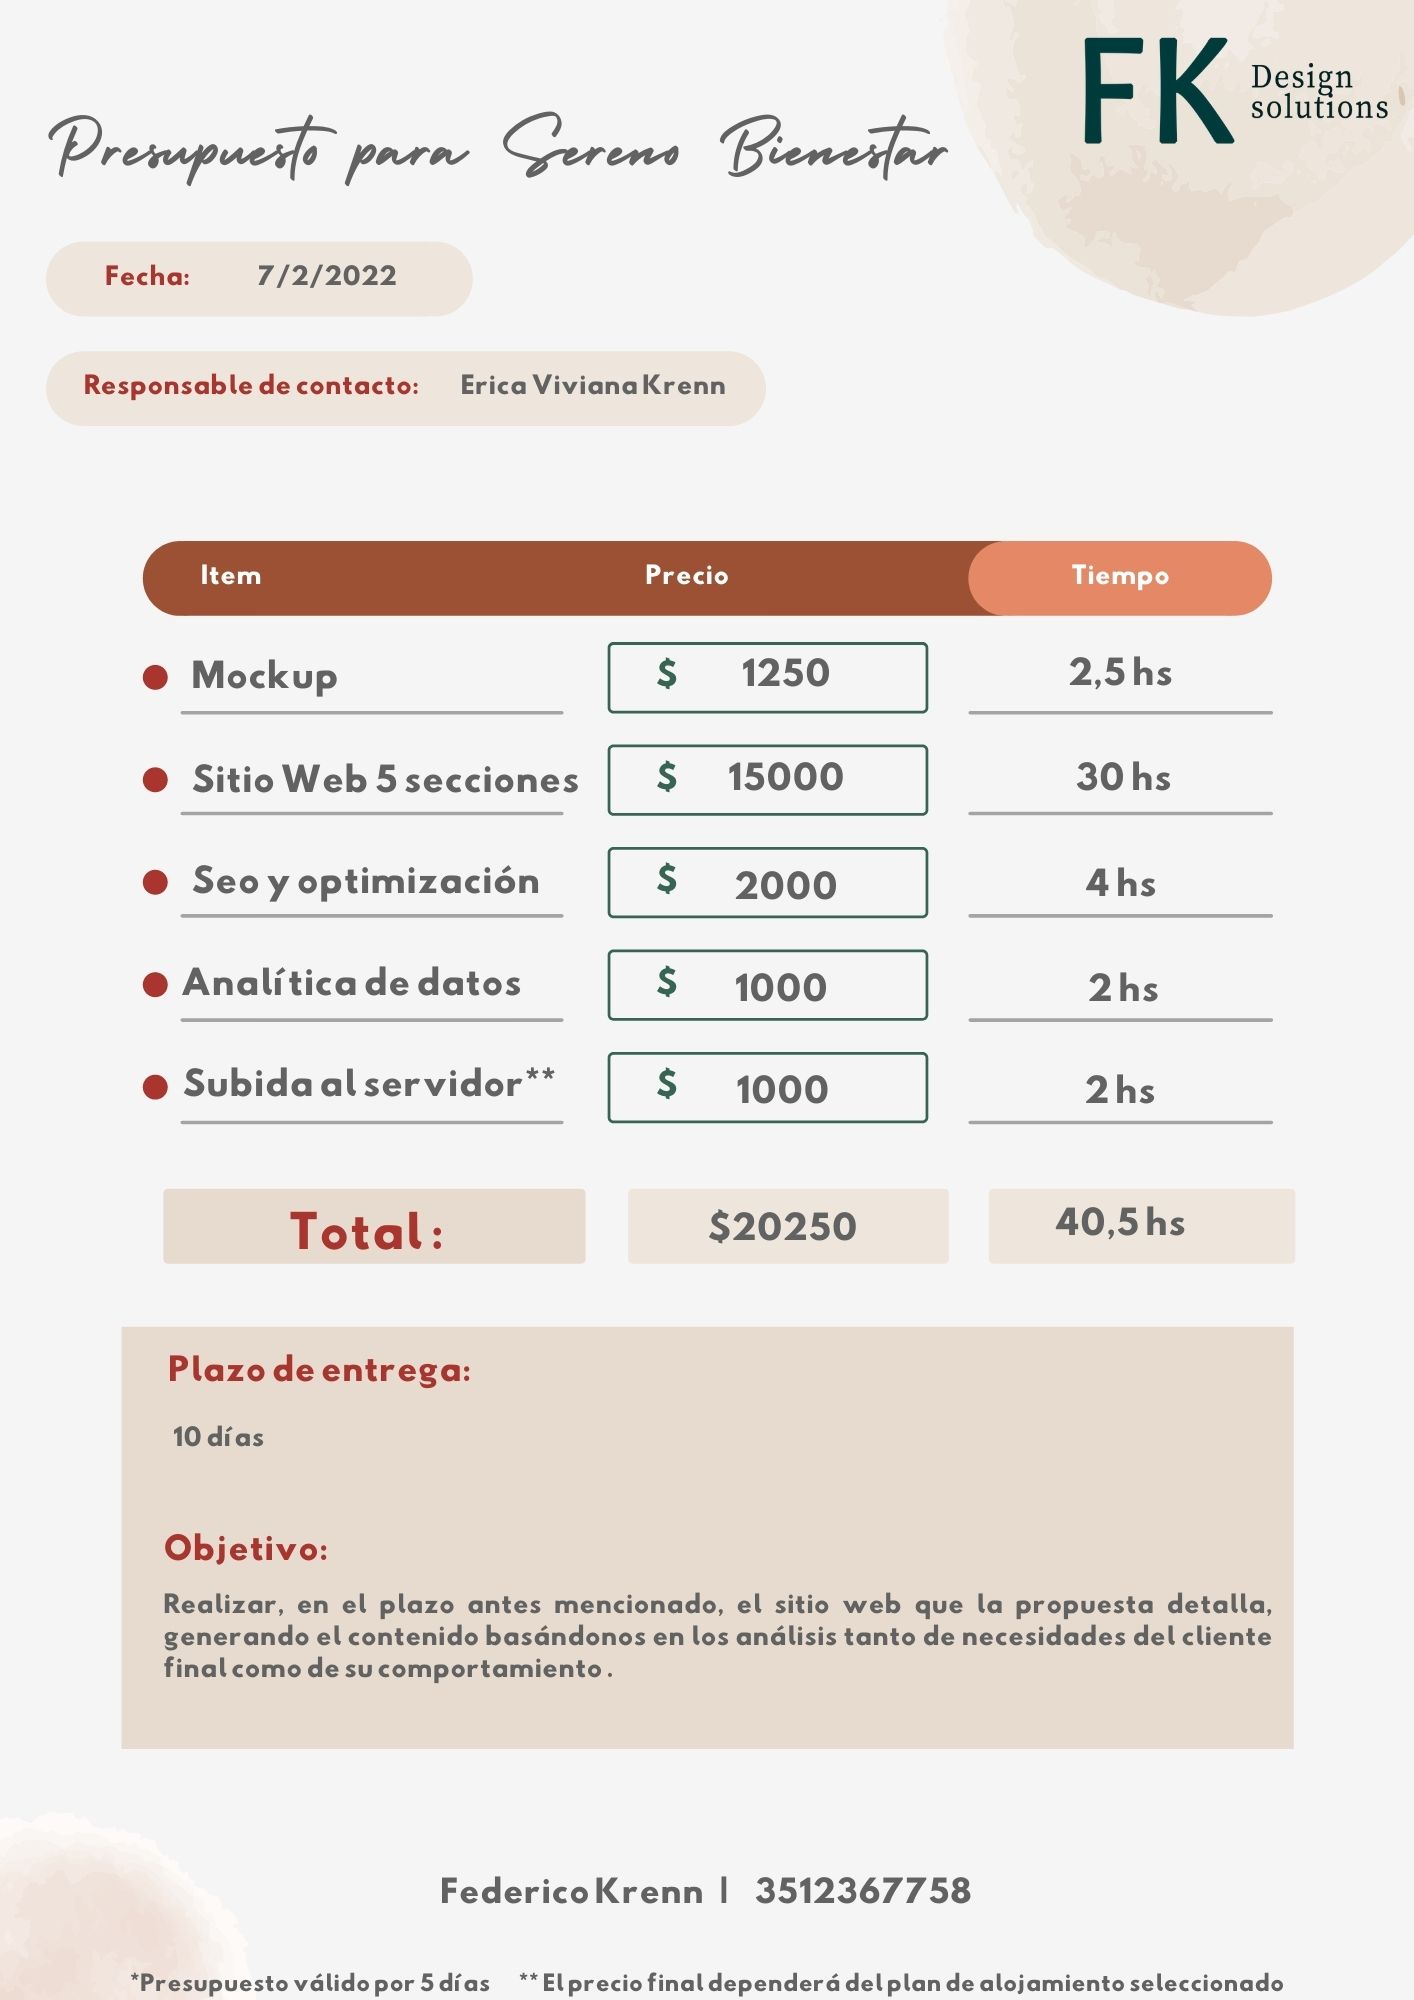 FK Design
solutions
Presupuesto para Sereno Bienestar
Fecha: 7/2/2022
Responsable de contacto: Erica Viviana Krenn
Item Precio Tiempo
Mockup $ 1250 2,5 hs
Sitio Web 5 secciones $ 15000 30 hs
Seo y optimización $ 2000 4 hs
Analítica de datos $ 1000 2 hs
Subida al servidor** $ 1000 2 hs
Total: $20250 40,5 hs
Plazo de entrega:
10 días
Objetivo:
Realizar, en el plazo antes mencionado, el sitio web que la propuesta detalla,
generando el contenido basándonos en los análisis tanto de necesidades del cliente
final como de su comportamiento .
Federico Krenn | 3512367758
*Presupuesto válido por 5 días ** El precio final dependerá del plan de alojamiento seleccionado